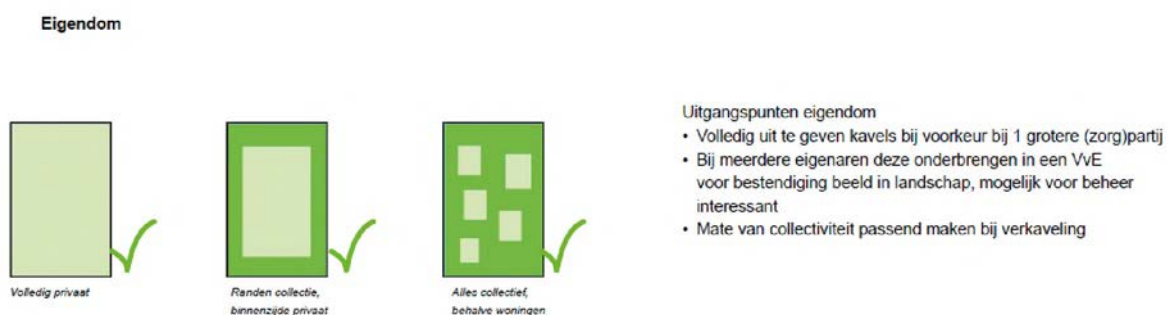 Eigendom
Volledig privaat
Randen collectie,
binnenzijde privaat
Alles collectief,
behalve woningen
Uitgangspunten eigendom
• Volledig uit te geven kavels bij voorkeur bij 1 grotere (zorg)partij
• Bij meerdere eigenaren deze onderbrengen in een VvE
voor bestendiging beeld in landschap, mogelijk voor beheer
interessant
• Mate van collectiviteit passend maken bij verkaveling